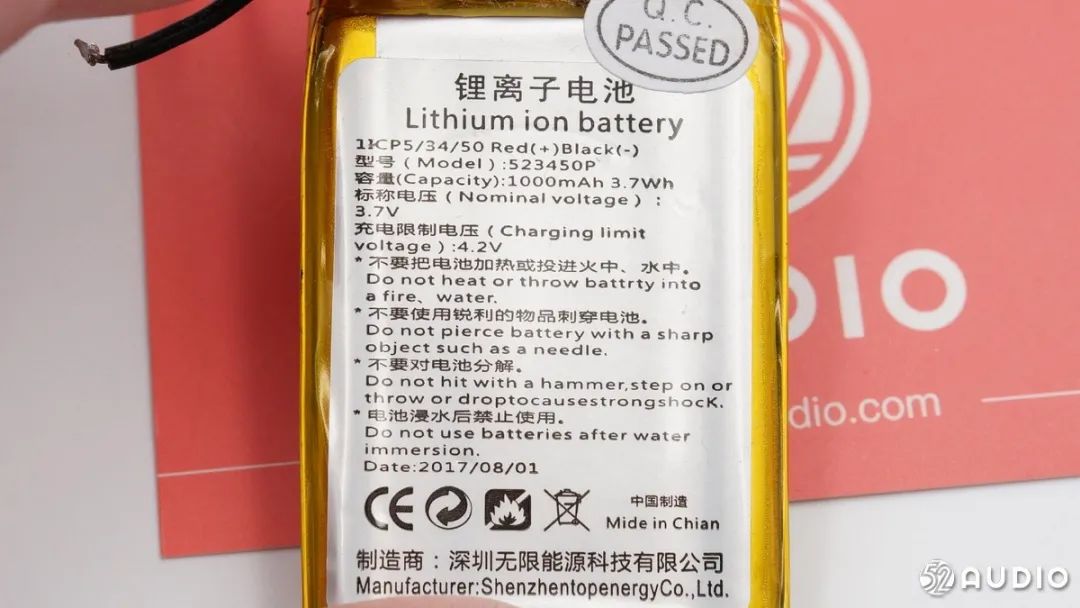 Q.C.
PASSED
锂离子电池
Lithium ion battery
1ICP5/34/50 Red(+)Black(-)
型号(Model):523450P
容量(Capacity):1000mAh 3.7Wh
标称电压(Nominal voltage):
3.7V
充电限制电压(Charging limit
voltage):4.2V
* 不要把电池加热或投进火中、水中。
Do not heat or throw battrty into
a fire、water.
* 不要使用锐利的物品刺穿电池。
Do not pierce battery with a sharp
object such as a needle.
* 不要对电池分解。
Do not hit with a hammer,step on or
throw or droptocausestrongshocK.
* 电池浸水后禁止使用。
Do not use batteries after water
immersion.
Date:2017/08/01
CE
中国制造
Made in Chian
制造商:深圳无限能源科技有限公司
Manufacturer:ShenzhentopenergyCo.,Ltd.
52
DIO
dio.com
52 AUDIO